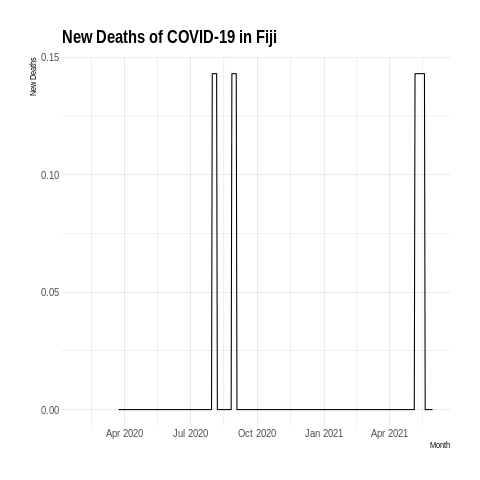 New Deaths of COVID-19 in Fiji
New Deaths
0.15
0.10
0.05
0.00
Apr 2020 Jul 2020 Oct 2020 Jan 2021 Apr 2021
Month